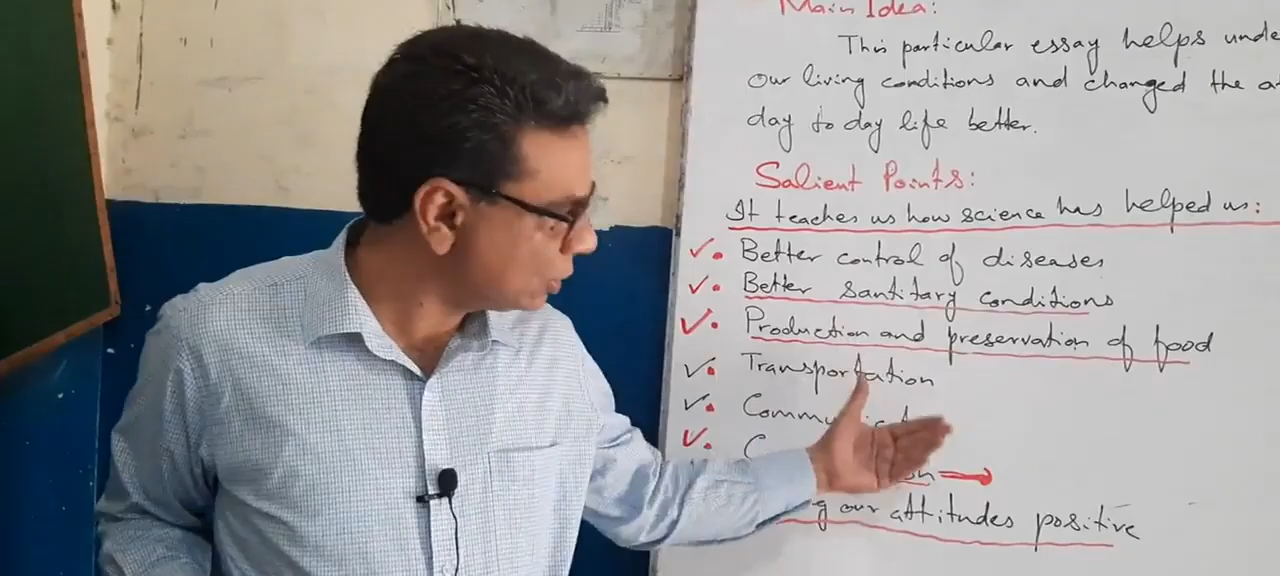 Main Idea:
This particular essay helps
our living conditions and changed the
day to day life better.
Salient Points:
It teaches us how science has helped us:
Better control of diseases
Better santitary conditions
Production and preservation of food
Transportation
our attitudes positive